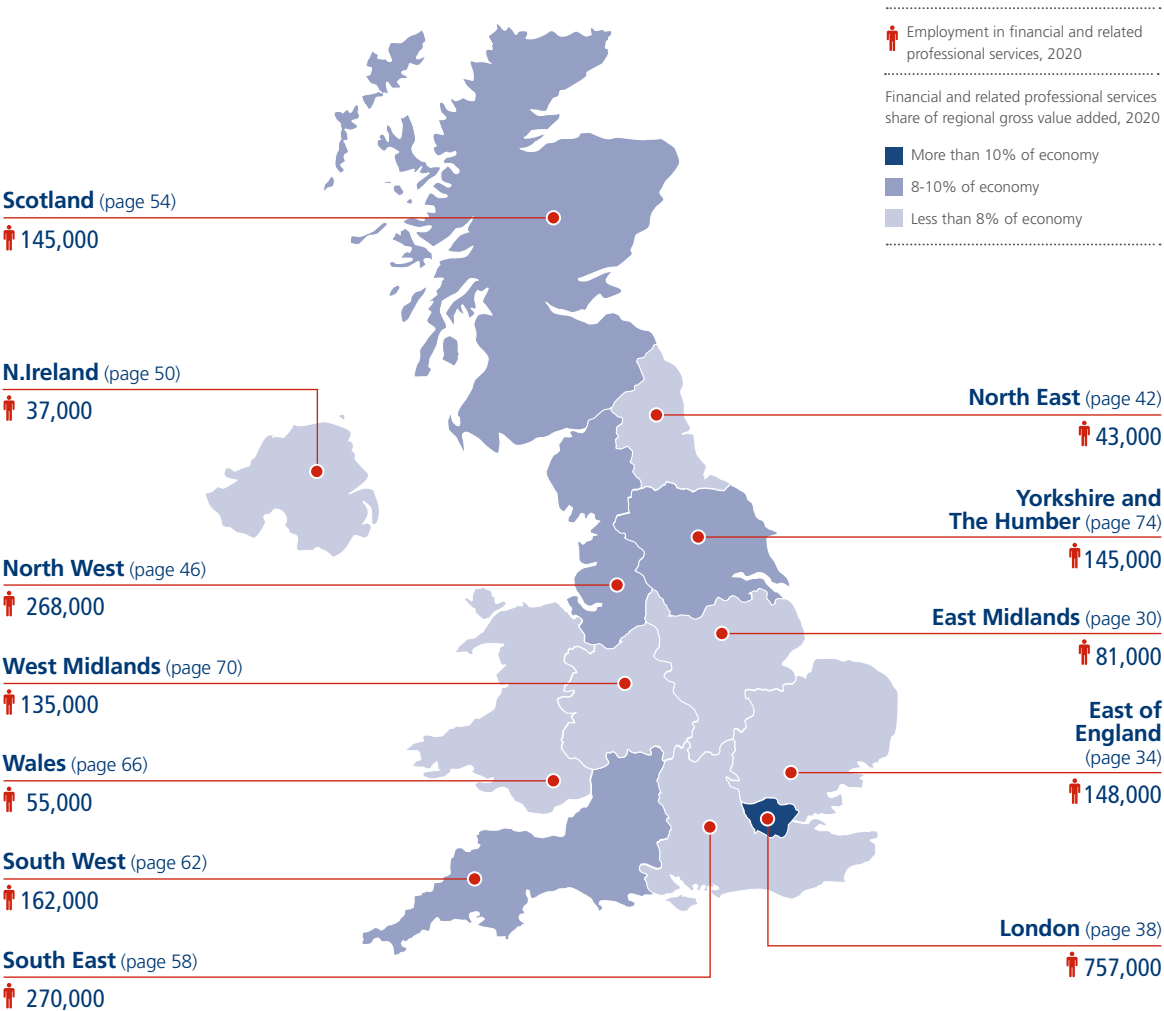 Employment in financial and related
professional services, 2020
Financial and related professional services
share of regional gross value added, 2020
More than 10% of economy
8-10% of economy
Less than 8% of economy
Scotland (page 54)
145,000
N.Ireland (page 50)
37,000
North West (page 46)
268,000
West Midlands (page 70)
135,000
Wales (page 66)
55,000
South West (page 62)
162,000
South East (page 58)
270,000
North East (page 42)
43,000
Yorkshire and
The Humber (page 74)
145,000
East Midlands (page 30)
81,000
East of
England
(page 34)
148,000
London (page 38)
757,000